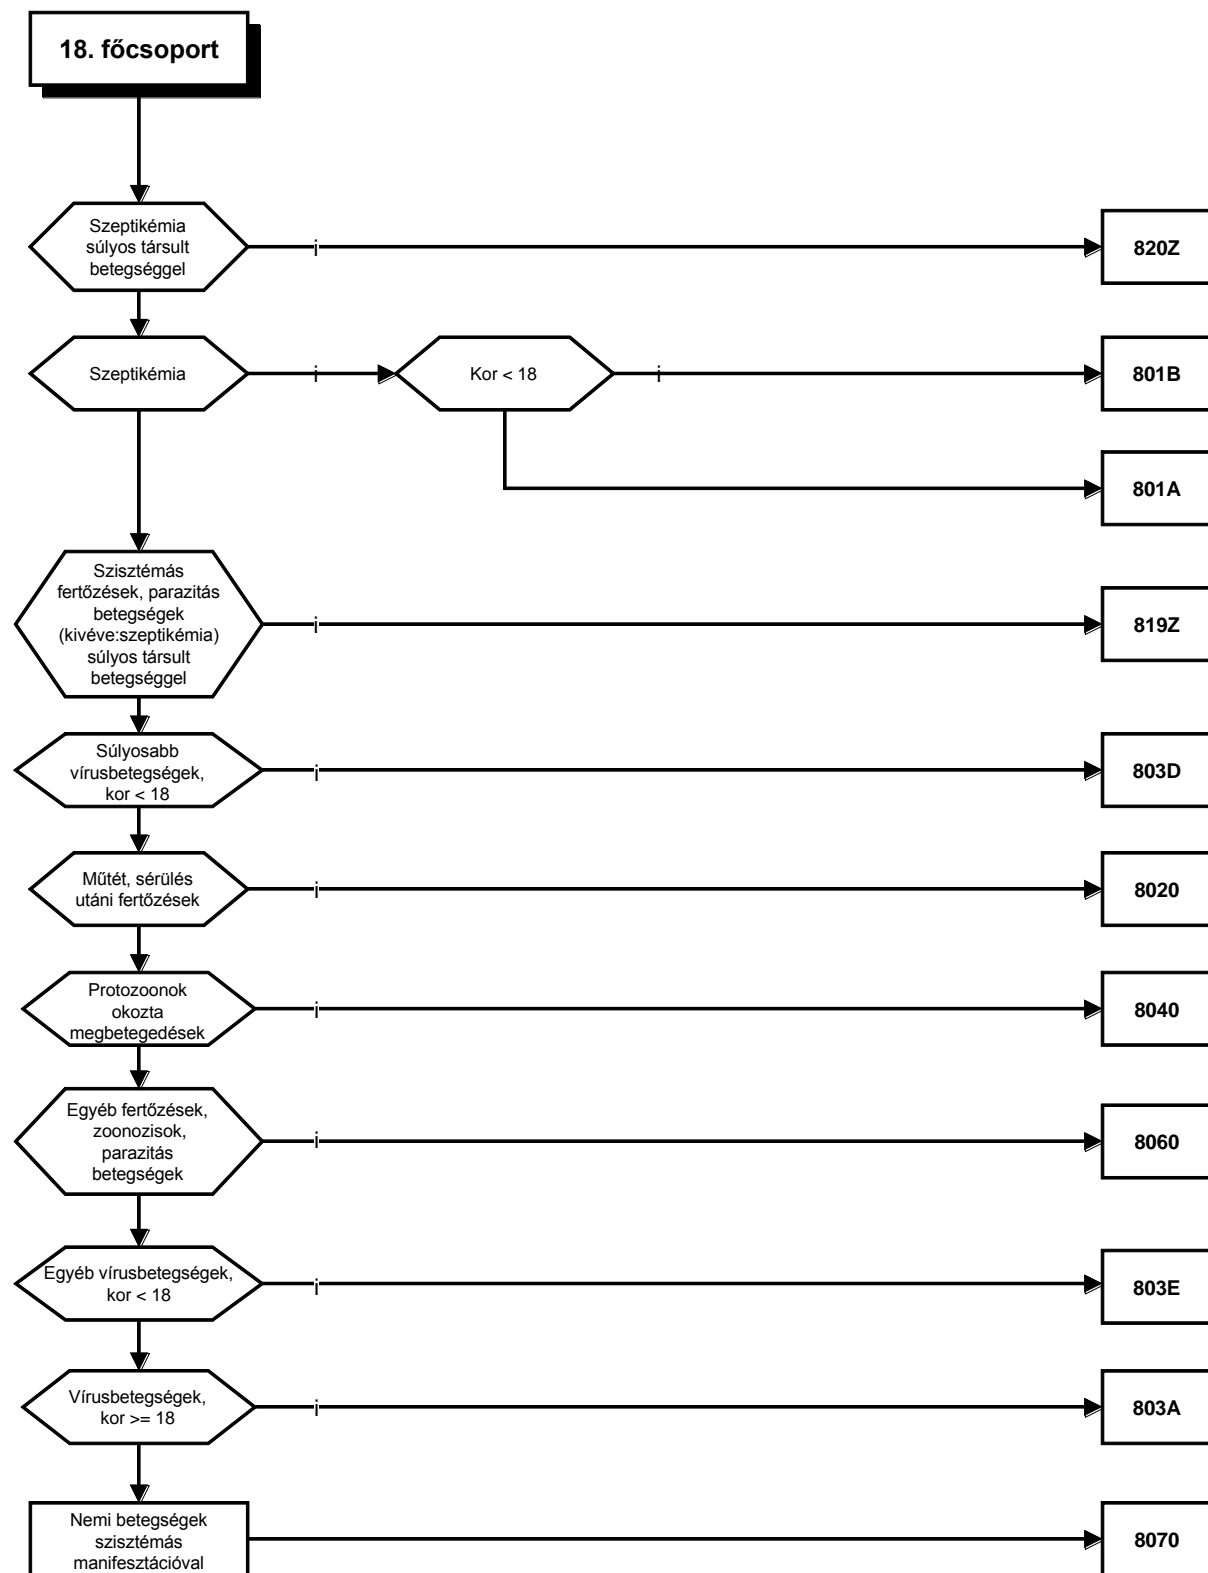 18. főcsoport
Szeptikémia
súlyos társult
betegséggel
i
820Z
Szeptikémia
i
Kor < 18
i
801B
801A
Szisztémás
fertőzések, parazitás
betegségek
(kivéve:szeptikémia)
súlyos társult
betegséggel
i
819Z
Súlyosabb
vírusbetegségek,
kor < 18
i
803D
Műtét, sérülés
utáni fertőzések
i
8020
Protozoonok
okozta
megbetegedések
i
8040
Egyéb fertőzések,
zoonozisok,
parazitás
betegségek
i
8060
Egyéb vírusbetegségek,
kor < 18
i
803E
Vírusbetegségek,
kor >= 18
i
803A
Nemi betegségek
szisztémás
manifesztációval
8070